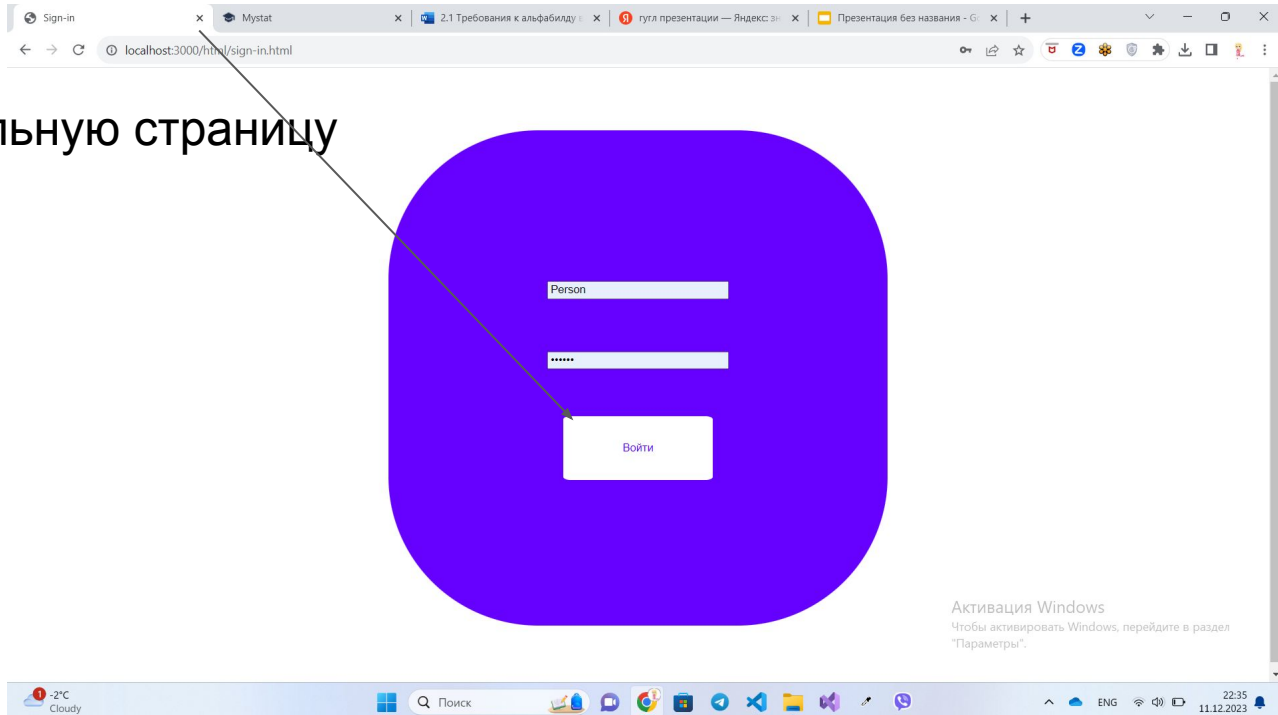 Sign-in
Mystat
2.1 Требования к альфабилду
гугл презентации — Яндекс:
Презентация без названия - G
localhost:3000/html/sign-in.html
льную страницу
Person
••••••
Войти
Активация Windows
Чтобы активировать Windows, перейдите в раздел
"Параметры".
1
-2°C
Cloudy
Поиск
ENG
22:35
11.12.2023